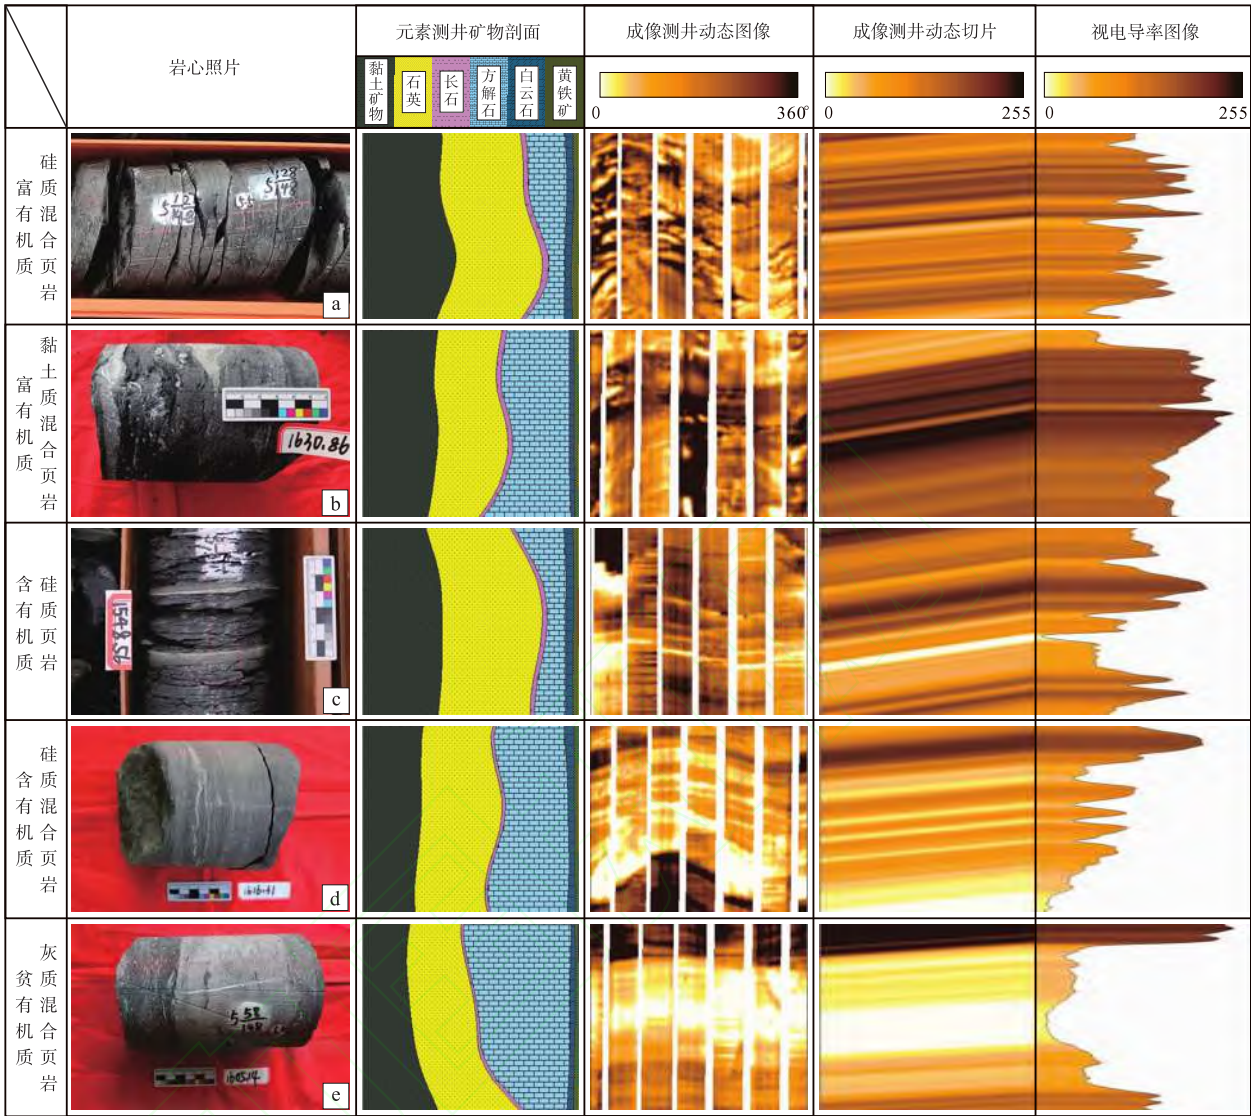 岩心照片
元素测井矿物剖面
成像测井动态图像
成像测井动态切片
视电导率图像
黏土矿物
石英
长石
方解石
白云石
黄铁矿
0 360°
0 255
0 255
富有机质
硅质混合页岩
a
富有机质
黏土质混合页岩
1630.86
b
含有机质
硅质页岩
1548.56
c
含有机质
硅质混合页岩
d
贫有机质
灰质混合页岩
1605.14
e